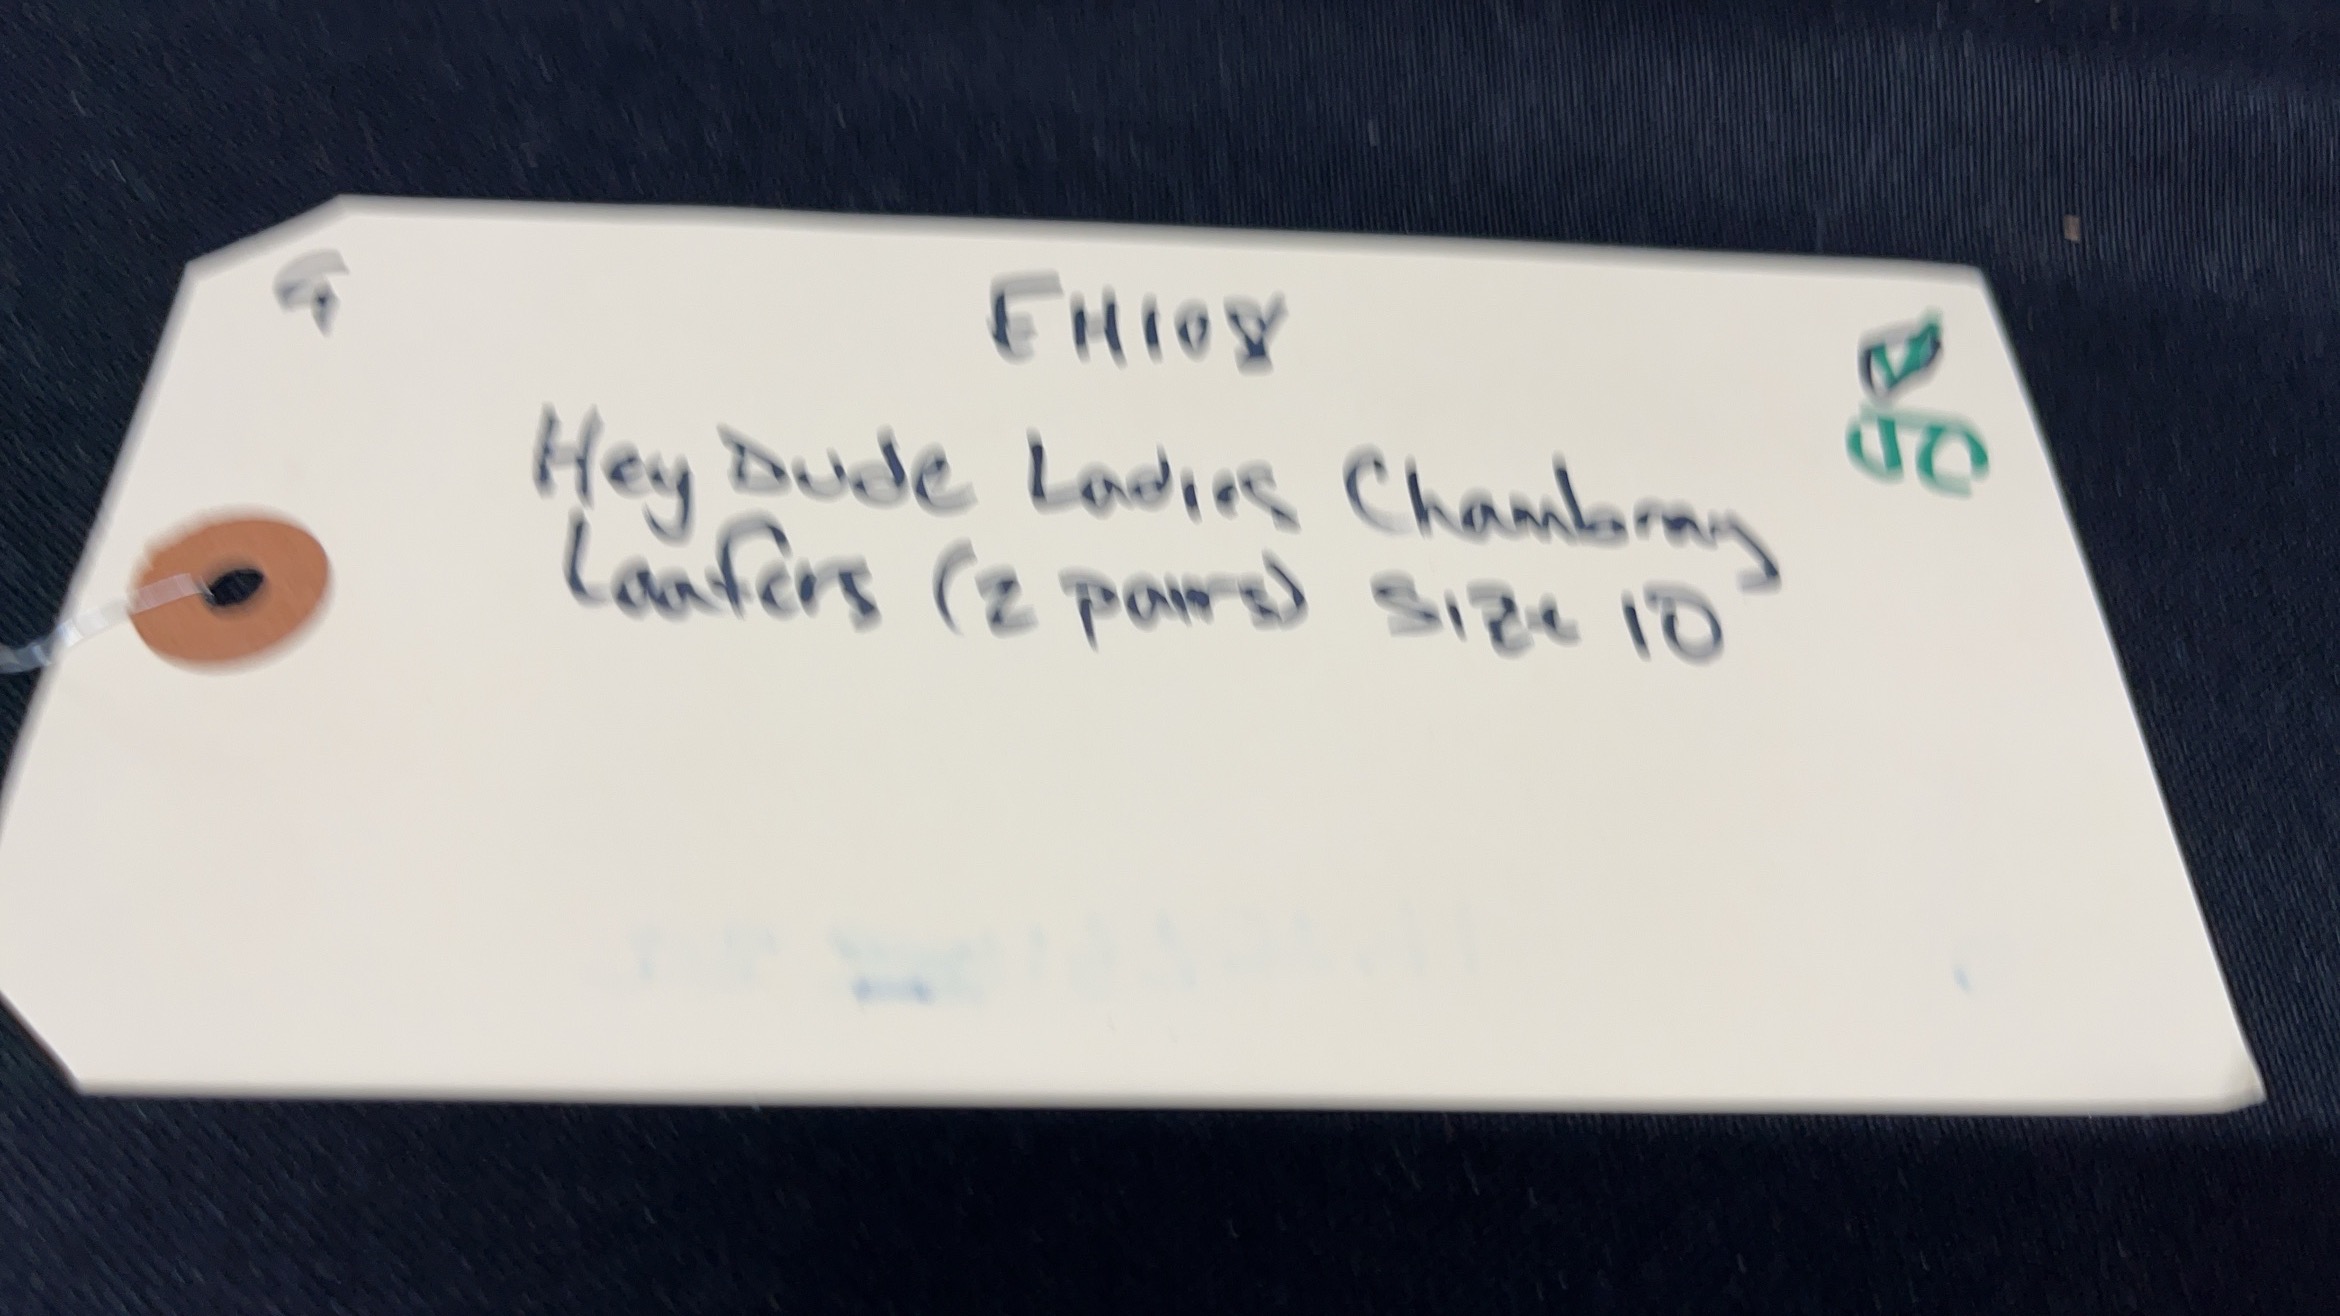 EH108
Hey Dude Ladies Chambray
Loafers (2 pairs) Size 10